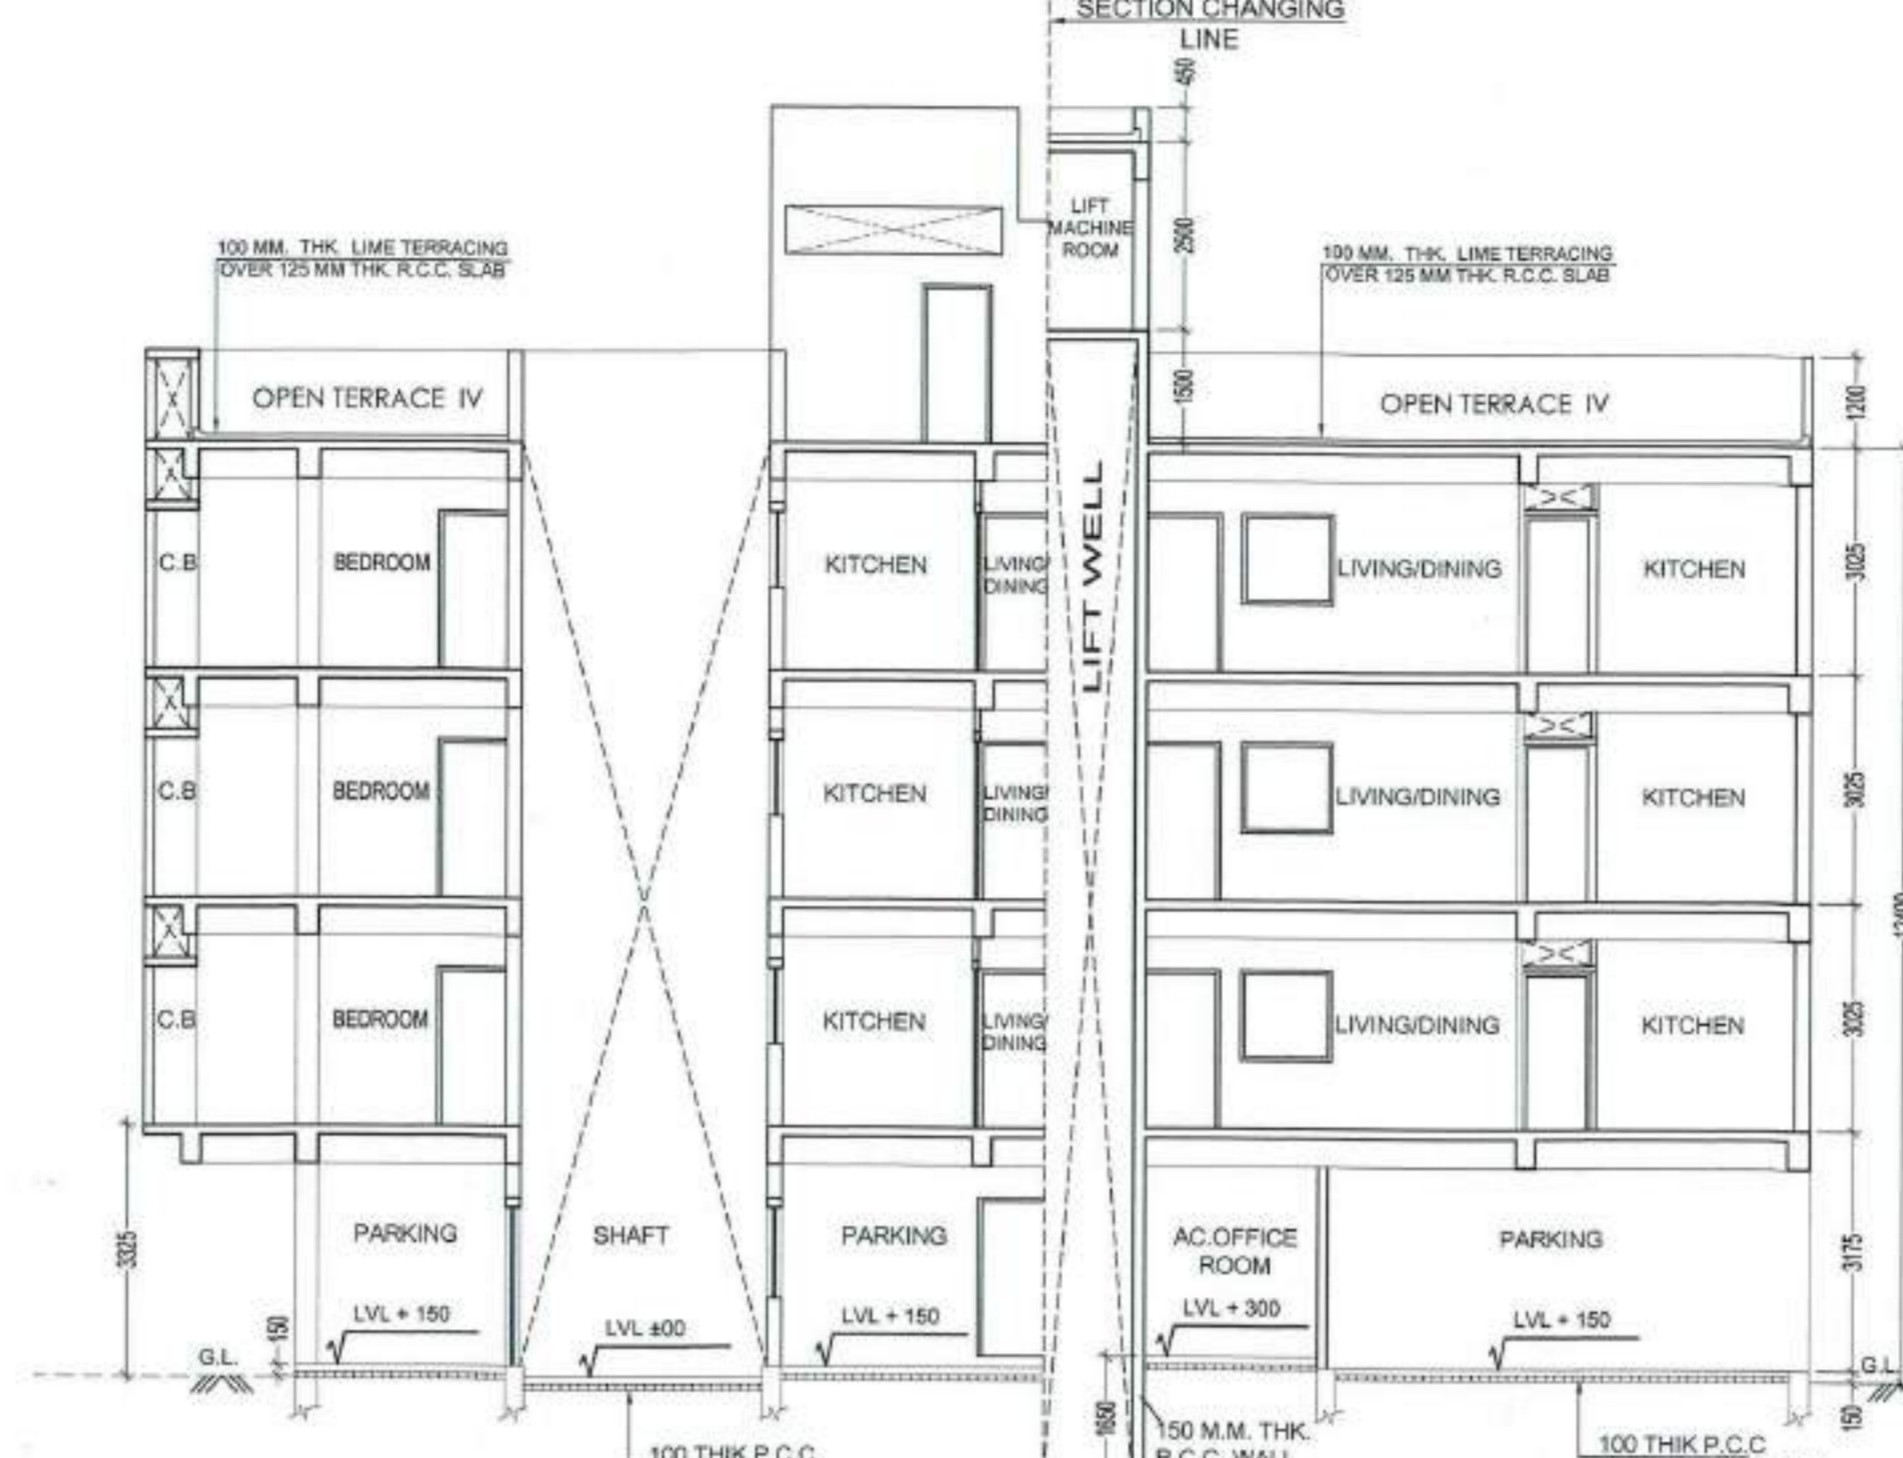 SECTION CHANGING
LINE
450
LIFT
MACHINE
ROOM
2500
100 MM. THK. LIME TERRACING
OVER 125 MM THK. R.C.C. SLAB
100 MM. THK. LIME TERRACING
OVER 125 MM THK. R.C.C. SLAB
OPEN TERRACE IV
1500
OPEN TERRACE IV
1200
LIFT WELL
C.B
BEDROOM
KITCHEN
LIVING/
DINING
LIVING/DINING
KITCHEN
3025
C.B
BEDROOM
KITCHEN
LIVING/
DINING
LIVING/DINING
KITCHEN
3025
C.B
BEDROOM
KITCHEN
LIVING/
DINING
LIVING/DINING
KITCHEN
3025
3325
PARKING
SHAFT
PARKING
AC.OFFICE
ROOM
PARKING
3175
150
LVL + 150
LVL ±00
LVL + 150
LVL + 300
LVL + 150
G.L.
G.L
1650
150 M.M. THK.
150
100 THIK P.C.C.
100 THIK P.C.C